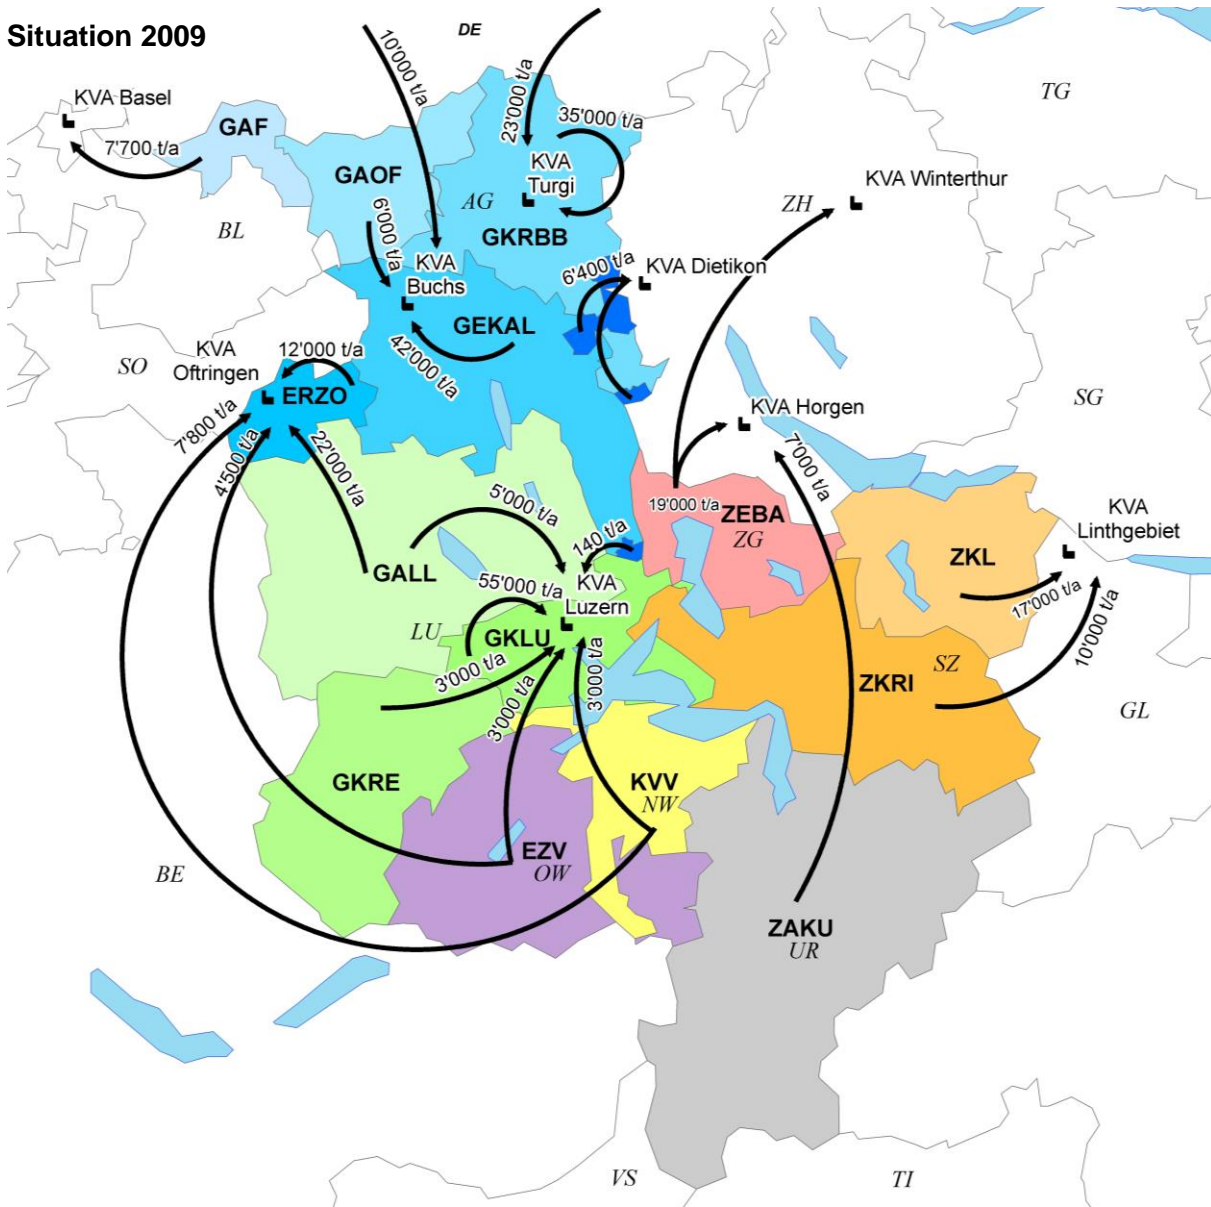 Situation 2009
DE
10'000 t/a
23'000 t/a
35'000 t/a
TG
KVA Basel
GAF
7'700 t/a
GAOF
KVA
Turgi
AG
GKRBB
KVA Winterthur
ZH
BL
6'000 t/a
KVA
Buchs
6'400 t/a
KVA Dietikon
GEKAL
42'000 t/a
SO
KVA
Oftringen
12'000 t/a
ERZO
SG
KVA Horgen
7'800 t/a
4'500 t/a
22'000 t/a
7'000 t/a
5'000 t/a
19'000 t/a
ZEBA
ZG
KVA
Linthgebiet
140 t/a
ZKL
GALL
55'000 t/a
KVA
Luzern
17'000 t/a
LU
GKLU
10'000 t/a
3'000 t/a
3'000 t/a
3'000 t/a
SZ
ZKRI
GL
GKRE
KVV
NW
EZV
OW
BE
ZAKU
UR
VS
TI